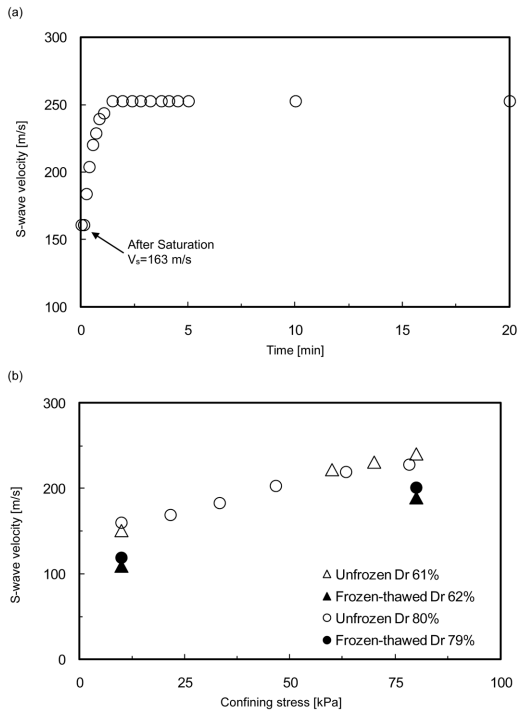 (a)
300
250
200
150
100
S-wave velocity [m/s]
After Saturation
Vs=163 m/s
0
5
10
15
20
Time [min]
(b)
300
200
100
0
S-wave velocity [m/s]
Unfrozen Dr 61%
Frozen-thawed Dr 62%
Unfrozen Dr 80%
Frozen-thawed Dr 79%
0
25
50
75
100
Confining stress [kPa]